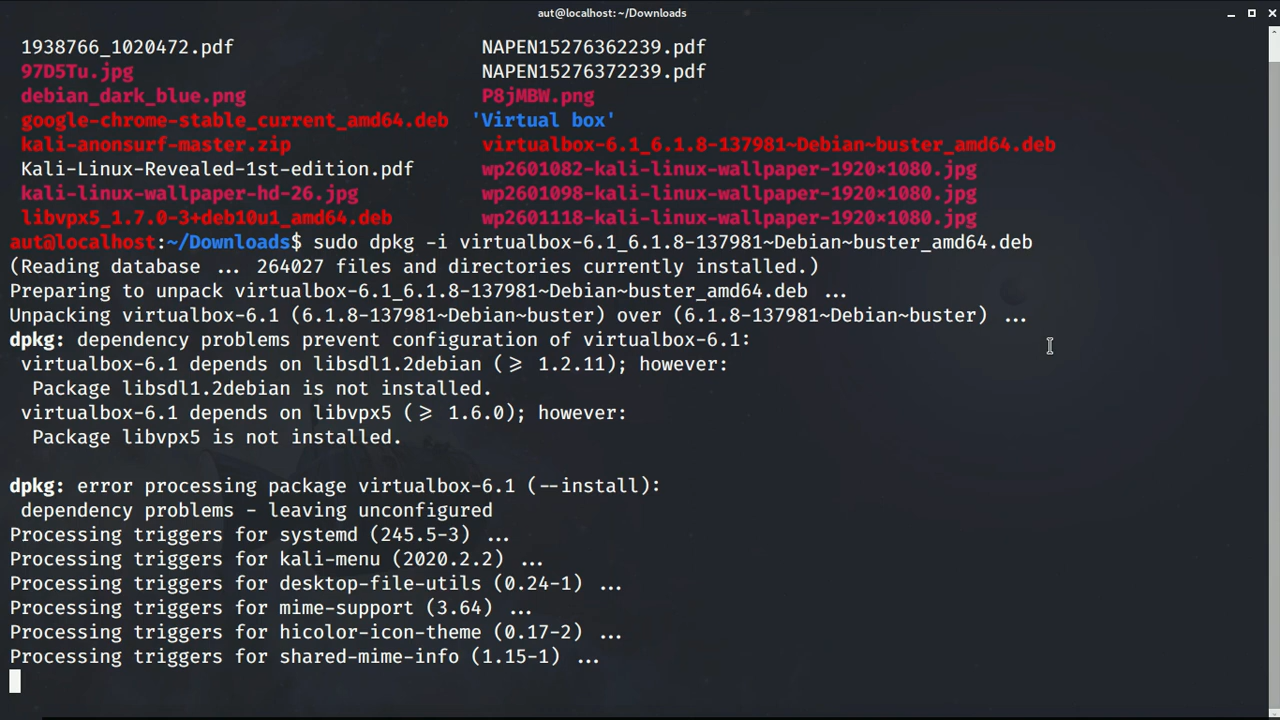 aut@localhost: ~/Downloads
1938766_1020472.pdf NAPEN15276362239.pdf
97D5Tu.jpg NAPEN15276372239.pdf
debian_dark_blue.png P8jMBW.png
google-chrome-stable_current_amd64.deb 'Virtual box'
kali-anonsurf-master.zip virtualbox-6.1_6.1.8-137981~Debian~buster_amd64.deb
Kali-Linux-Revealed-1st-edition.pdf wp2601082-kali-linux-wallpaper-1920×1080.jpg
kali-linux-wallpaper-hd-26.jpg wp2601098-kali-linux-wallpaper-1920×1080.jpg
libvpx5_1.7.0-3+deb10u1_amd64.deb wp2601118-kali-linux-wallpaper-1920×1080.jpg
aut@localhost:~/Downloads$ sudo dpkg -i virtualbox-6.1_6.1.8-137981~Debian~buster_amd64.deb
(Reading database ... 264027 files and directories currently installed.)
Preparing to unpack virtualbox-6.1_6.1.8-137981~Debian~buster_amd64.deb ...
Unpacking virtualbox-6.1 (6.1.8-137981~Debian~buster) over (6.1.8-137981~Debian~buster) ...
dpkg: dependency problems prevent configuration of virtualbox-6.1:
virtualbox-6.1 depends on libsdl1.2debian (≥ 1.2.11); however:
Package libsdl1.2debian is not installed.
virtualbox-6.1 depends on libvpx5 (≥ 1.6.0); however:
Package libvpx5 is not installed.
dpkg: error processing package virtualbox-6.1 (--install):
dependency problems - leaving unconfigured
Processing triggers for systemd (245.5-3) ...
Processing triggers for kali-menu (2020.2.2) ...
Processing triggers for desktop-file-utils (0.24-1) ...
Processing triggers for mime-support (3.64) ...
Processing triggers for hicolor-icon-theme (0.17-2) ...
Processing triggers for shared-mime-info (1.15-1) ...